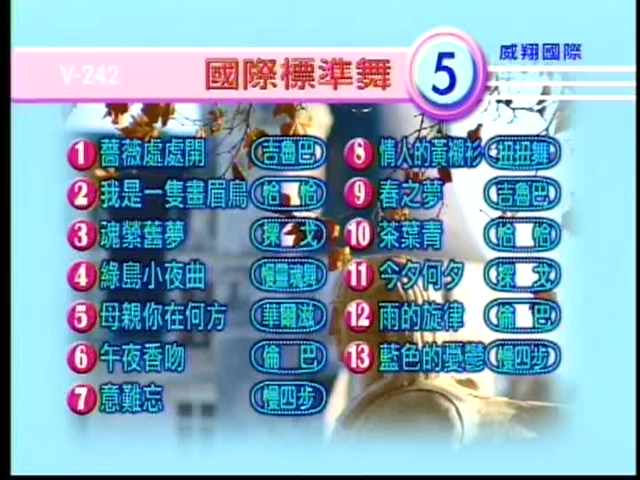 V-242
國際標準舞
5
威翔國際
1 薔薇處處開 吉魯巴
2 我是一隻畫眉鳥 恰 恰
3 魂縈舊夢 探 戈
4 綠島小夜曲 慢靈魂舞
5 母親你在何方 華爾滋
6 午夜香吻 倫 巴
7 意難忘 慢四步
8 情人的黃襯衫 扭扭舞
9 春之夢 吉魯巴
10 茶葉青 恰 恰
11 今夕何夕 探 戈
12 雨的旋律 倫 巴
13 藍色的憂鬱 慢四步